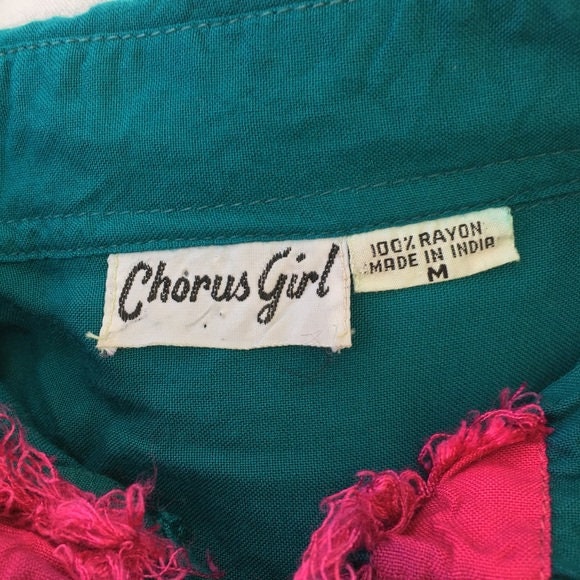 Chorus Girl
100% RAYON
MADE IN INDIA
M